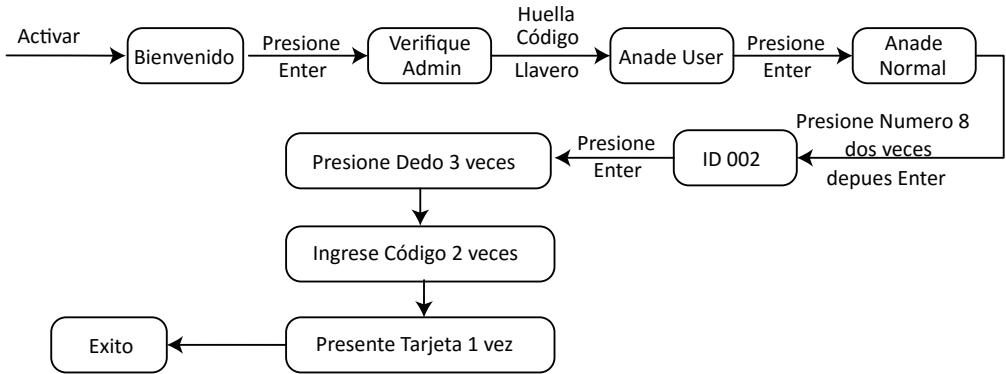 Activar
Bienvenido
Presione
Enter
Verifique
Admin
Huella
Código
Llavero
Anade User
Presione
Enter
Anade
Normal
Presione Numero 8
dos veces
depues Enter
ID 002
Presione
Enter
Presione Dedo 3 veces
Ingrese Código 2 veces
Presente Tarjeta 1 vez
Exito